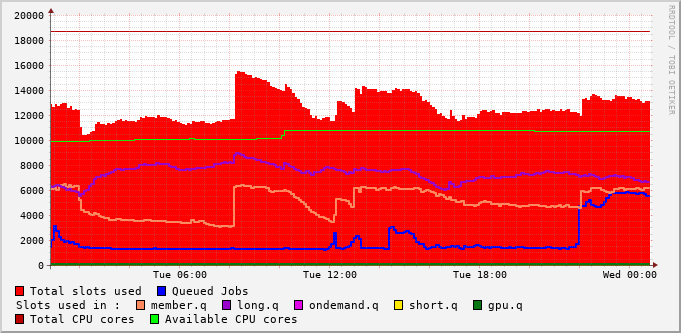 20000
18000
16000
14000
12000
10000
8000
6000
4000
2000
0
Tue 06:00 Tue 12:00 Tue 18:00 Wed 00:00
Total slots used Queued Jobs
Slots used in : member.q long.q ondemand.q short.q gpu.q
Total CPU cores Available CPU cores
RRDTOOL / TOBI OETIKER